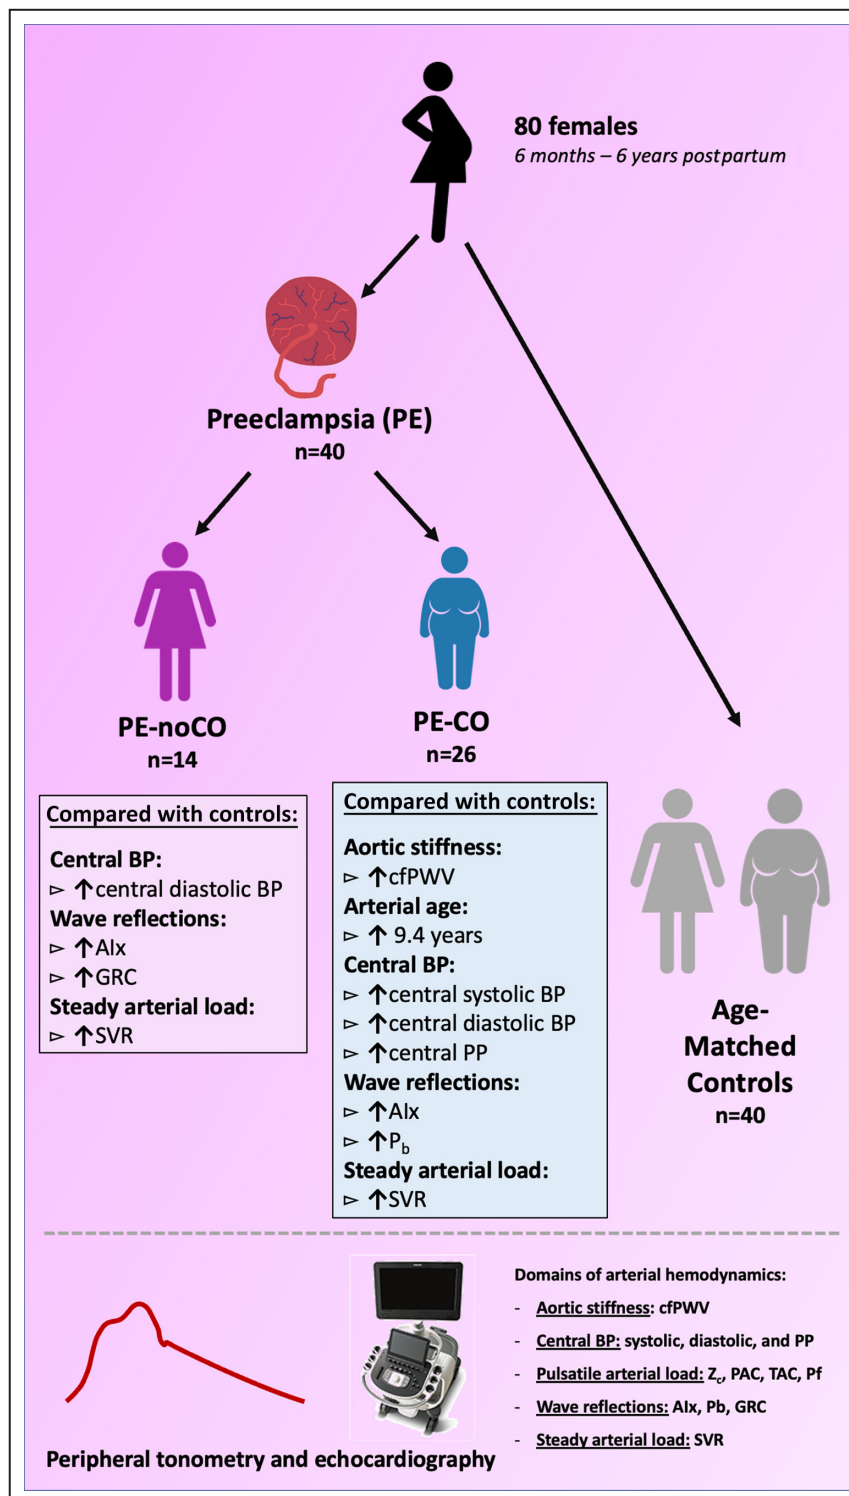 80 females
6 months – 6 years postpartum
Preeclampsia (PE)
n=40
PE-noCO
n=14
PE-CO
n=26
Compared with controls:
Central BP:
▻ ↑central diastolic BP
Wave reflections:
▻ ↑AIx
▻ ↑GRC
Steady arterial load:
▻ ↑SVR
Compared with controls:
Aortic stiffness:
▻ ↑cfPWV
Arterial age:
▻ ↑ 9.4 years
Central BP:
▻ ↑central systolic BP
▻ ↑central diastolic BP
▻ ↑central PP
Wave reflections:
▻ ↑AIx
▻ ↑Pb
Steady arterial load:
▻ ↑SVR
Age-
Matched
Controls
n=40
Peripheral tonometry and echocardiography
Domains of arterial hemodynamics:
- Aortic stiffness: cfPWV
- Central BP: systolic, diastolic, and PP
- Pulsatile arterial load: Zc, PAC, TAC, Pf
- Wave reflections: AIx, Pb, GRC
- Steady arterial load: SVR